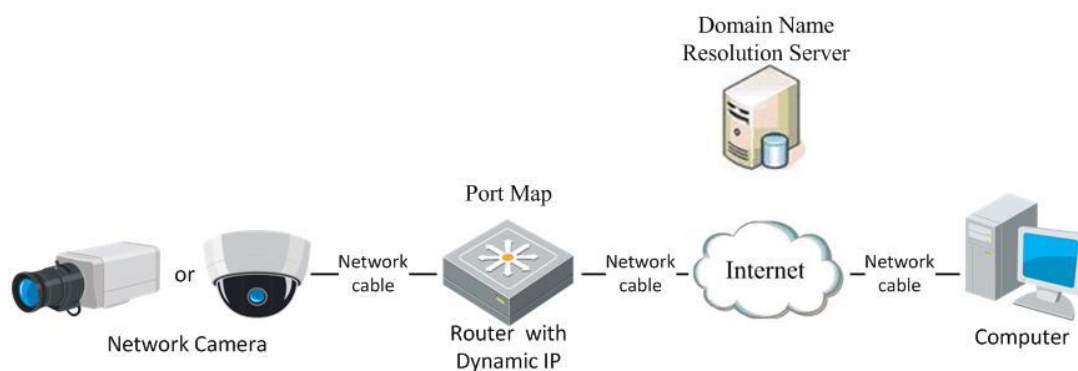 Domain Name
Resolution Server
Port Map
or
Network
cable
Network
cable
Internet
Network
cable
Network Camera
Router with
Dynamic IP
Computer